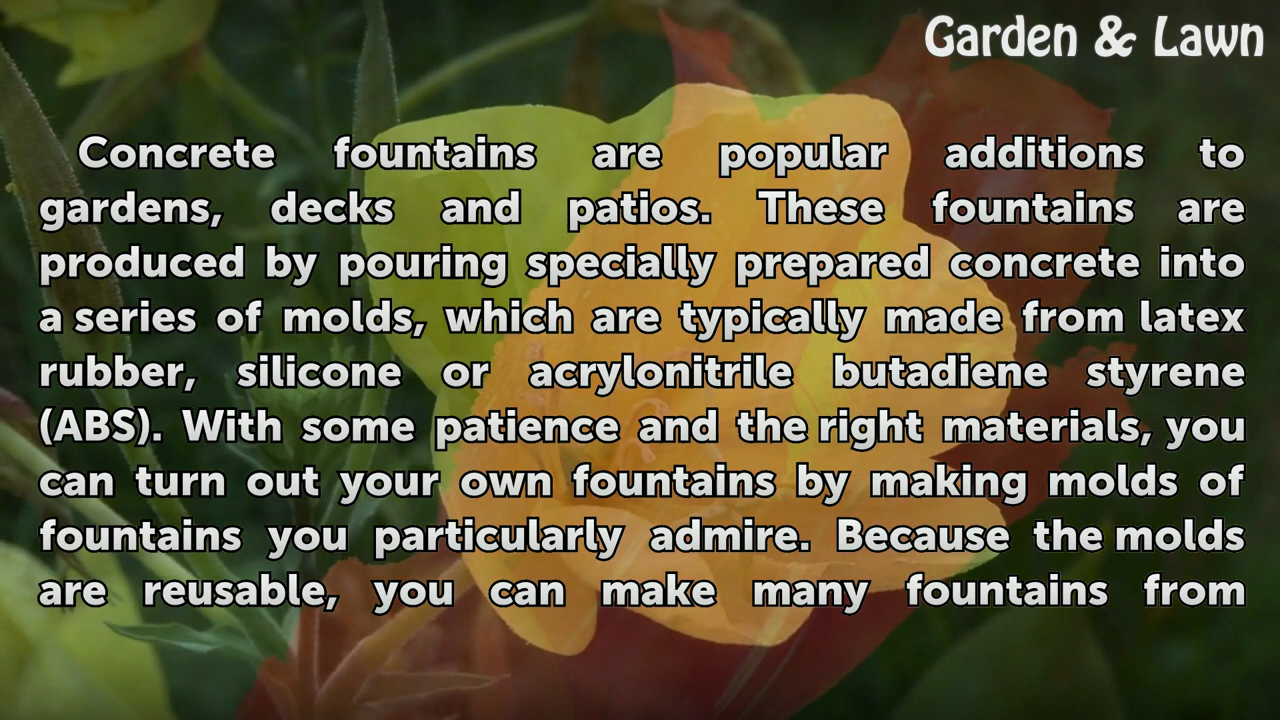 Garden & Lawn
Concrete fountains are popular additions to
gardens, decks and patios. These fountains are
produced by pouring specially prepared concrete into
a series of molds, which are typically made from latex
rubber, silicone or acrylonitrile butadiene styrene
(ABS). With some patience and the right materials, you
can turn out your own fountains by making molds of
fountains you particularly admire. Because the molds
are reusable, you can make many fountains from